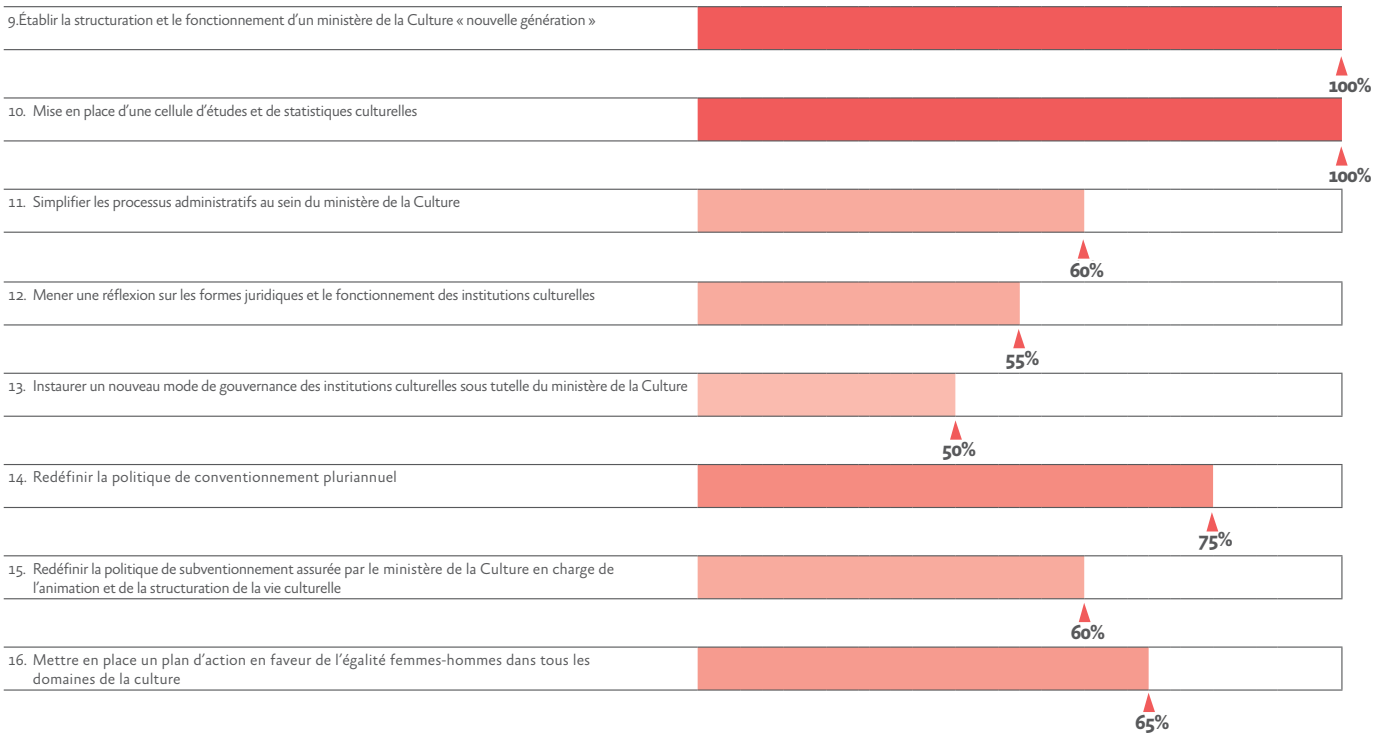 9.Établir la structuration et le fonctionnement d'un ministère de la Culture « nouvelle génération »
100%
10. Mise en place d'une cellule d'études et de statistiques culturelles
100%
11. Simplifier les processus administratifs au sein du ministère de la Culture
60%
12. Mener une réflexion sur les formes juridiques et le fonctionnement des institutions culturelles
55%
13. Instaurer un nouveau mode de gouvernance des institutions culturelles sous tutelle du ministère de la Culture
50%
14. Redéfinir la politique de conventionnement pluriannuel
75%
15. Redéfinir la politique de subventionnement assurée par le ministère de la Culture en charge de
l'animation et de la structuration de la vie culturelle
60%
16. Mettre en place un plan d'action en faveur de l'égalité femmes-hommes dans tous les
domaines de la culture
65%